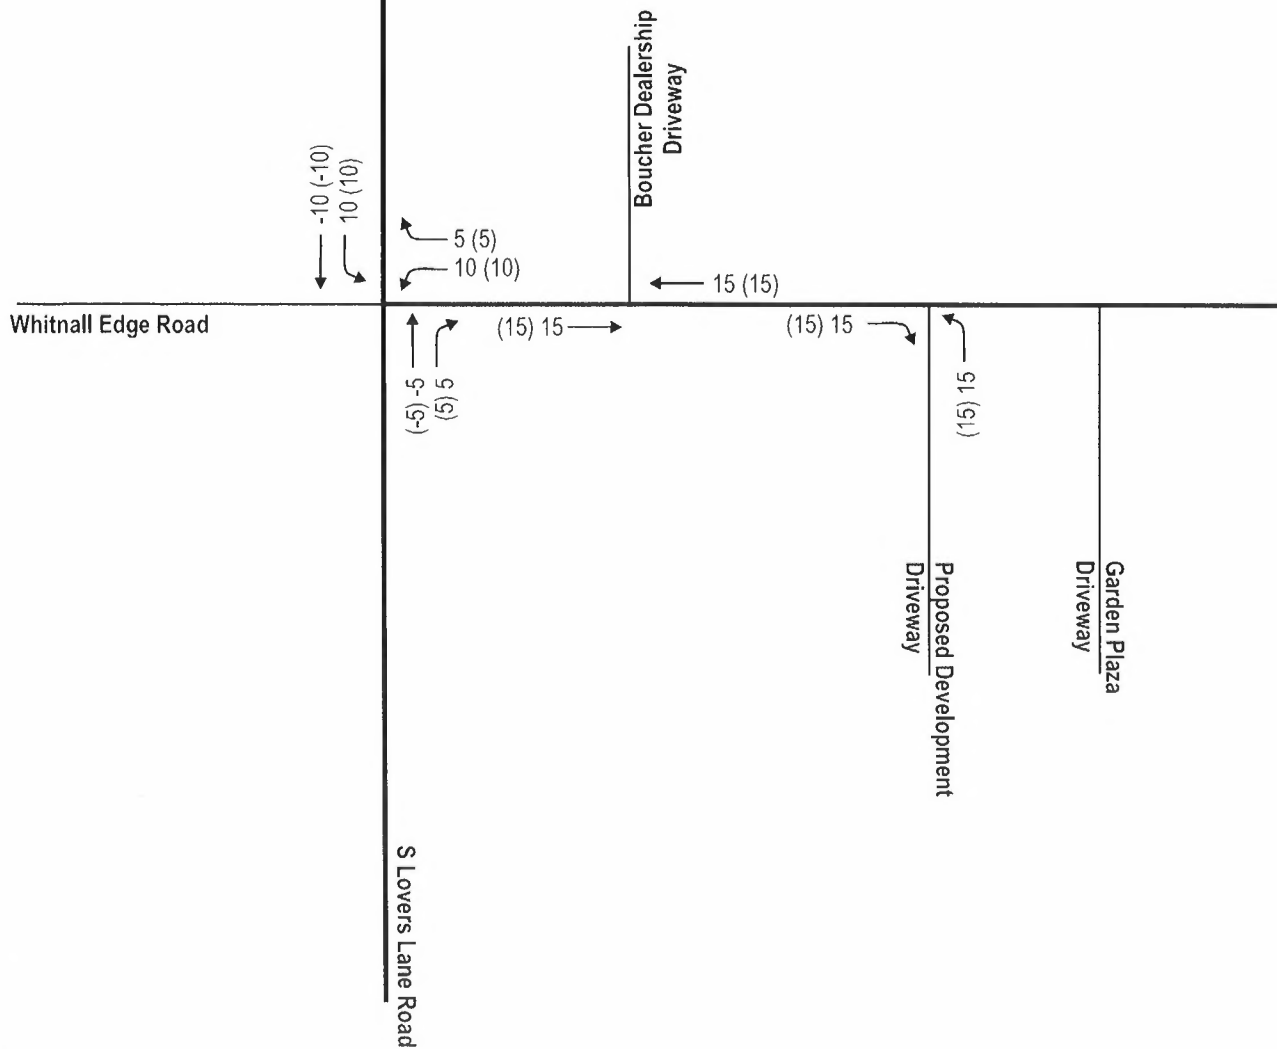 Boucher Dealership
Driveway
-10 (-10)
10 (10)
5 (5)
10 (10)
15 (15)
Whitnall Edge Road
(15) 15
(15) 15
(-5) -5
(5) 5
(15) 15
Proposed Development
Driveway
Garden Plaza
Driveway
S Lovers Lane Road